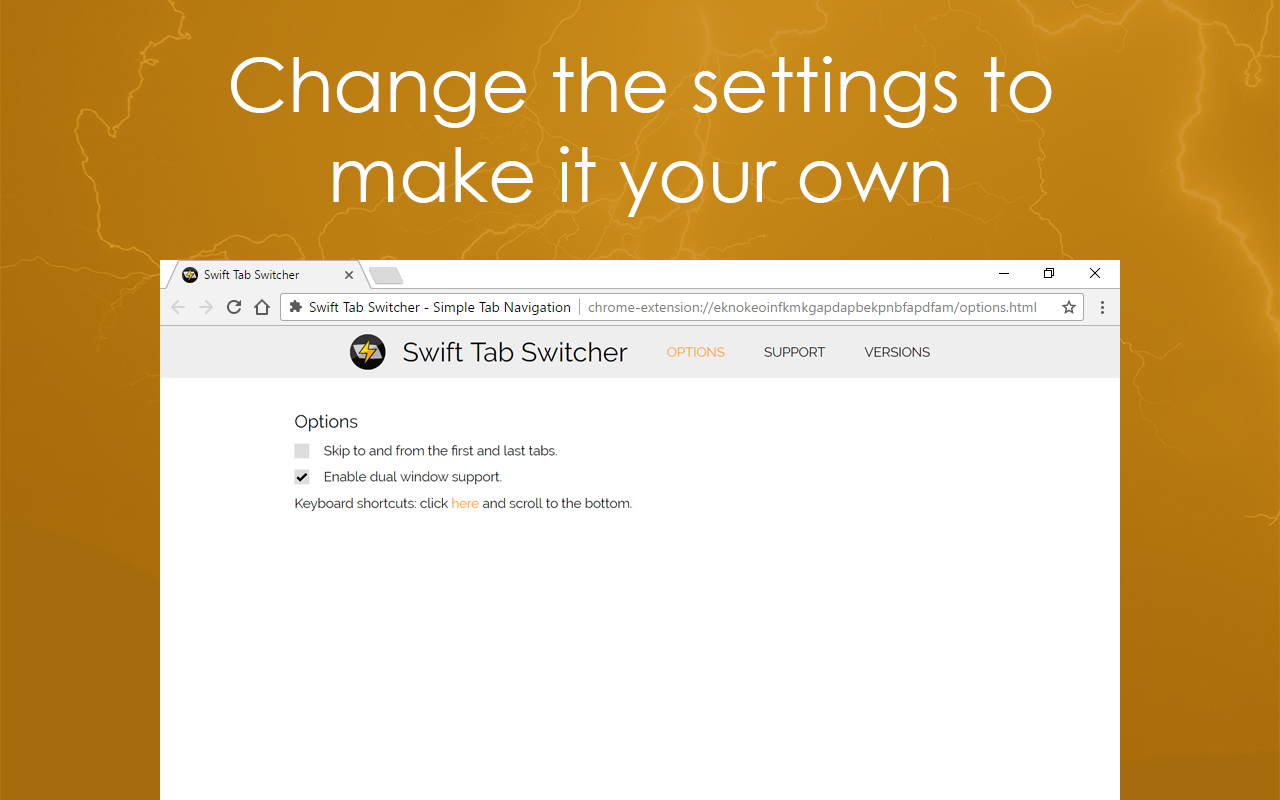 Change the settings to
make it your own
Swift Tab Switcher
Swift Tab Switcher - Simple Tab Navigation | chrome-extension://eknokeoinfkmkgapdapbekpnbfapdfam/options.html
Swift Tab Switcher OPTIONS SUPPORT VERSIONS
Options
Skip to and from the first and last tabs.
Enable dual window support.
Keyboard shortcuts: click here and scroll to the bottom.